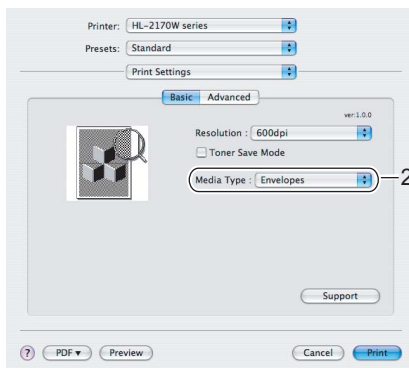 Printer: HL-2170W series
Presets: Standard
Print Settings
Basic Advanced
ver:1.0.0
Resolution : 600dpi
Toner Save Mode
Media Type : Envelopes
2
Support
? PDF ▾ Preview Cancel Print